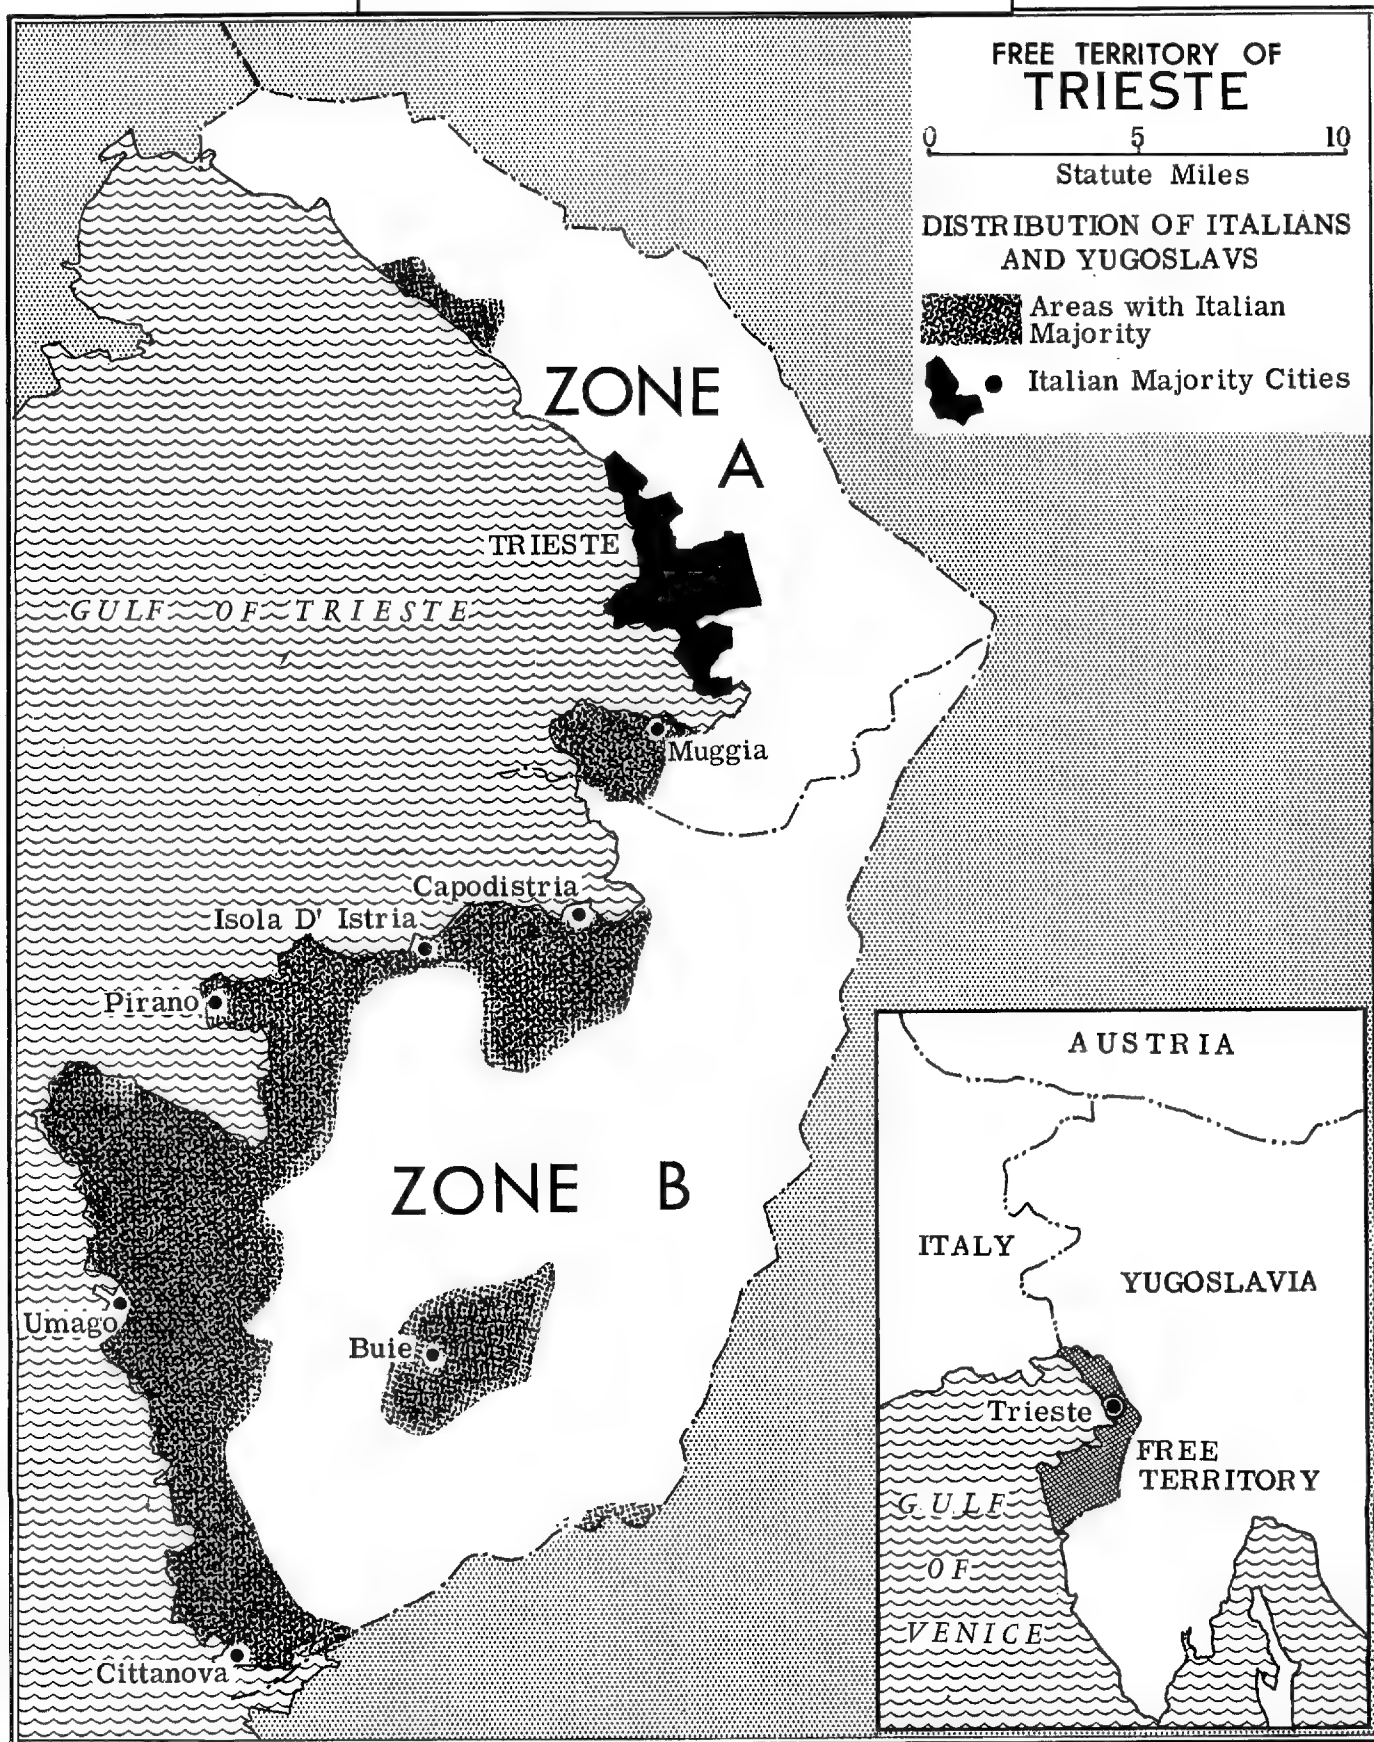 FREE TERRITORY OF
TRIESTE
0 5 10
Statute Miles
DISTRIBUTION OF ITALIANS
AND YUGOSLAVS
Areas with Italian
Majority
Italian Majority Cities
ZONE
A
TRIESTE
GULF OF TRIESTE
Muggia
Capodistria
Isola D' Istria
Pirano
ZONE B
Umago
Buie
Cittanova
AUSTRIA
ITALY
YUGOSLAVIA
Trieste
FREE
TERRITORY
GULF
OF
VENICE